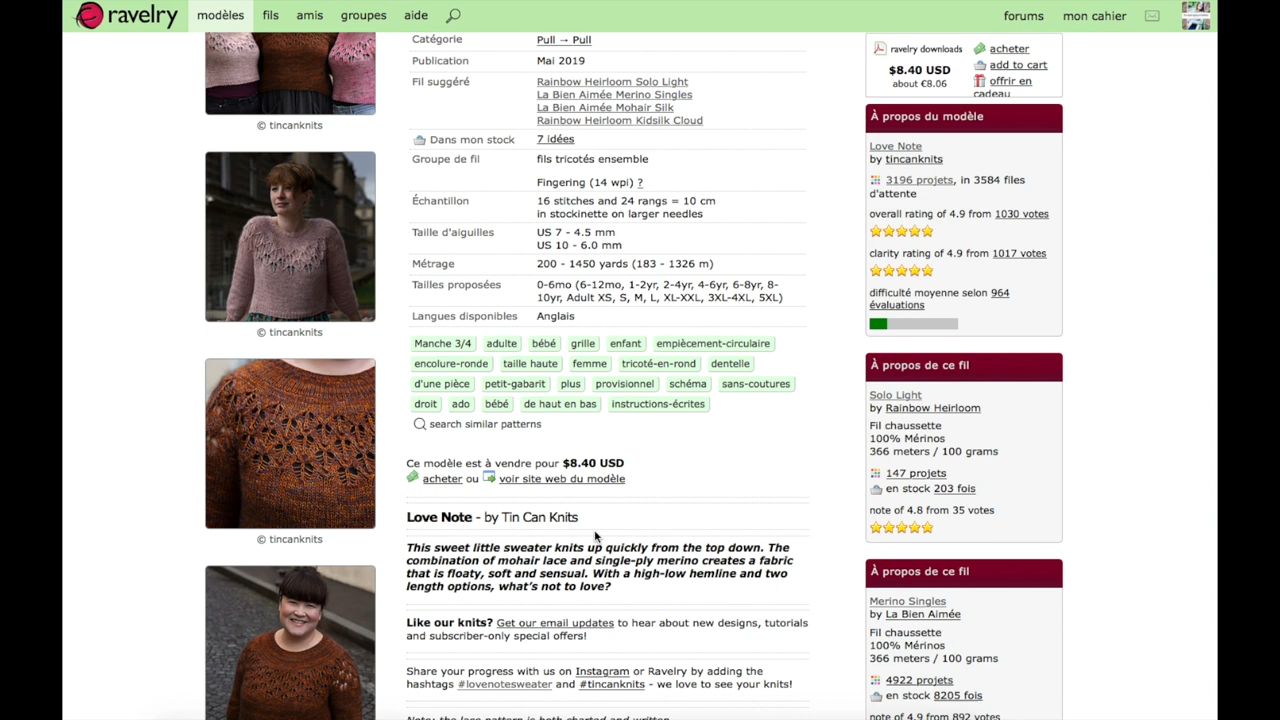 ravelry modèles fils amis groupes aide forums mon cahier
© tincanknits
© tincanknits
© tincanknits
Catégorie Pull → Pull
Publication Mai 2019
Fil suggéré Rainbow Heirloom Solo Light
La Bien Aimée Merino Singles
La Bien Aimée Mohair Silk
Rainbow Heirloom Kidsilk Cloud
Dans mon stock 7 idées
Groupe de fil fils tricotés ensemble
Fingering (14 wpi) ?
Échantillon 16 stitches and 24 rangs = 10 cm
in stockinette on larger needles
Taille d'aiguilles US 7 - 4.5 mm
US 10 - 6.0 mm
Métrage 200 - 1450 yards (183 - 1326 m)
Tailles proposées 0-6mo (6-12mo, 1-2yr, 2-4yr, 4-6yr, 6-8yr, 8-
10yr, Adult XS, S, M, L, XL-XXL, 3XL-4XL, 5XL)
Langues disponibles Anglais
Manche 3/4 adulte bébé grille enfant empiècement-circulaire
encolure-ronde taille haute femme tricoté-en-rond dentelle
d'une pièce petit-gabarit plus provisionnel schéma sans-coutures
droit ado bébé de haut en bas instructions-écrites
search similar patterns
Ce modèle est à vendre pour $8.40 USD
acheter ou voir site web du modèle
Love Note - by Tin Can Knits
This sweet little sweater knits up quickly from the top down. The
combination of mohair lace and single-ply merino creates a fabric
that is floaty, soft and sensual. With a high-low hemline and two
length options, what's not to love?
Like our knits? Get our email updates to hear about new designs, tutorials
and subscriber-only special offers!
Share your progress with us on Instagram or Ravelry by adding the
hashtags #lovenotesweater and #tincanknits - we love to see your knits!
Note: the lace pattern is both charted and written
ravelry downloads acheter
$8.40 USD add to cart
about €8.06 offrir en
cadeau
À propos du modèle
Love Note
by tincanknits
3196 projets, in 3584 files
d'attente
overall rating of 4.9 from 1030 votes
clarity rating of 4.9 from 1017 votes
difficulté moyenne selon 964
évaluations
À propos de ce fil
Solo Light
by Rainbow Heirloom
Fil chaussette
100% Mérinos
366 meters / 100 grams
147 projets
en stock 203 fois
note of 4.8 from 35 votes
À propos de ce fil
Merino Singles
by La Bien Aimée
Fil chaussette
100% Mérinos
366 meters / 100 grams
4922 projets
en stock 8205 fois
note of 4.9 from 892 votes